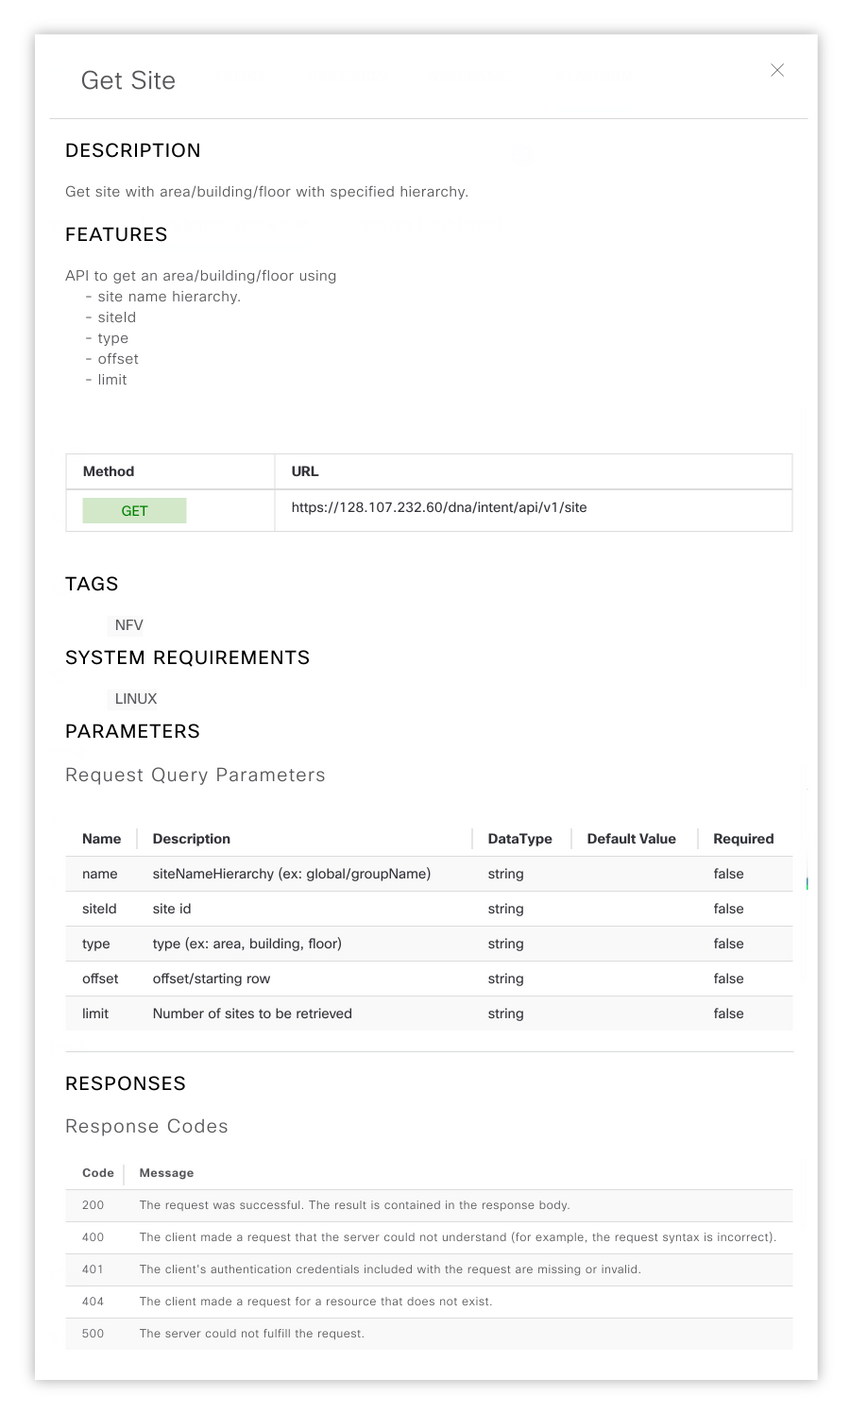 Get Site
DESCRIPTION
Get site with area/building/floor with specified hierarchy.
FEATURES
API to get an area/building/floor using
- site name hierarchy.
- siteId
- type
- offset
- limit
Method URL
GET https://128.107.232.60/dna/intent/api/v1/site
TAGS
NFV
SYSTEM REQUIREMENTS
LINUX
PARAMETERS
Request Query Parameters
Name Description DataType Default Value Required
name siteNameHierarchy (ex: global/groupName) string false
siteId site id string false
type type (ex: area, building, floor) string false
offset offset/starting row string false
limit Number of sites to be retrieved string false
RESPONSES
Response Codes
Code Message
200 The request was successful. The result is contained in the response body.
400 The client made a request that the server could not understand (for example, the request syntax is incorrect).
401 The client's authentication credentials included with the request are missing or invalid.
404 The client made a request for a resource that does not exist.
500 The server could not fulfill the request.